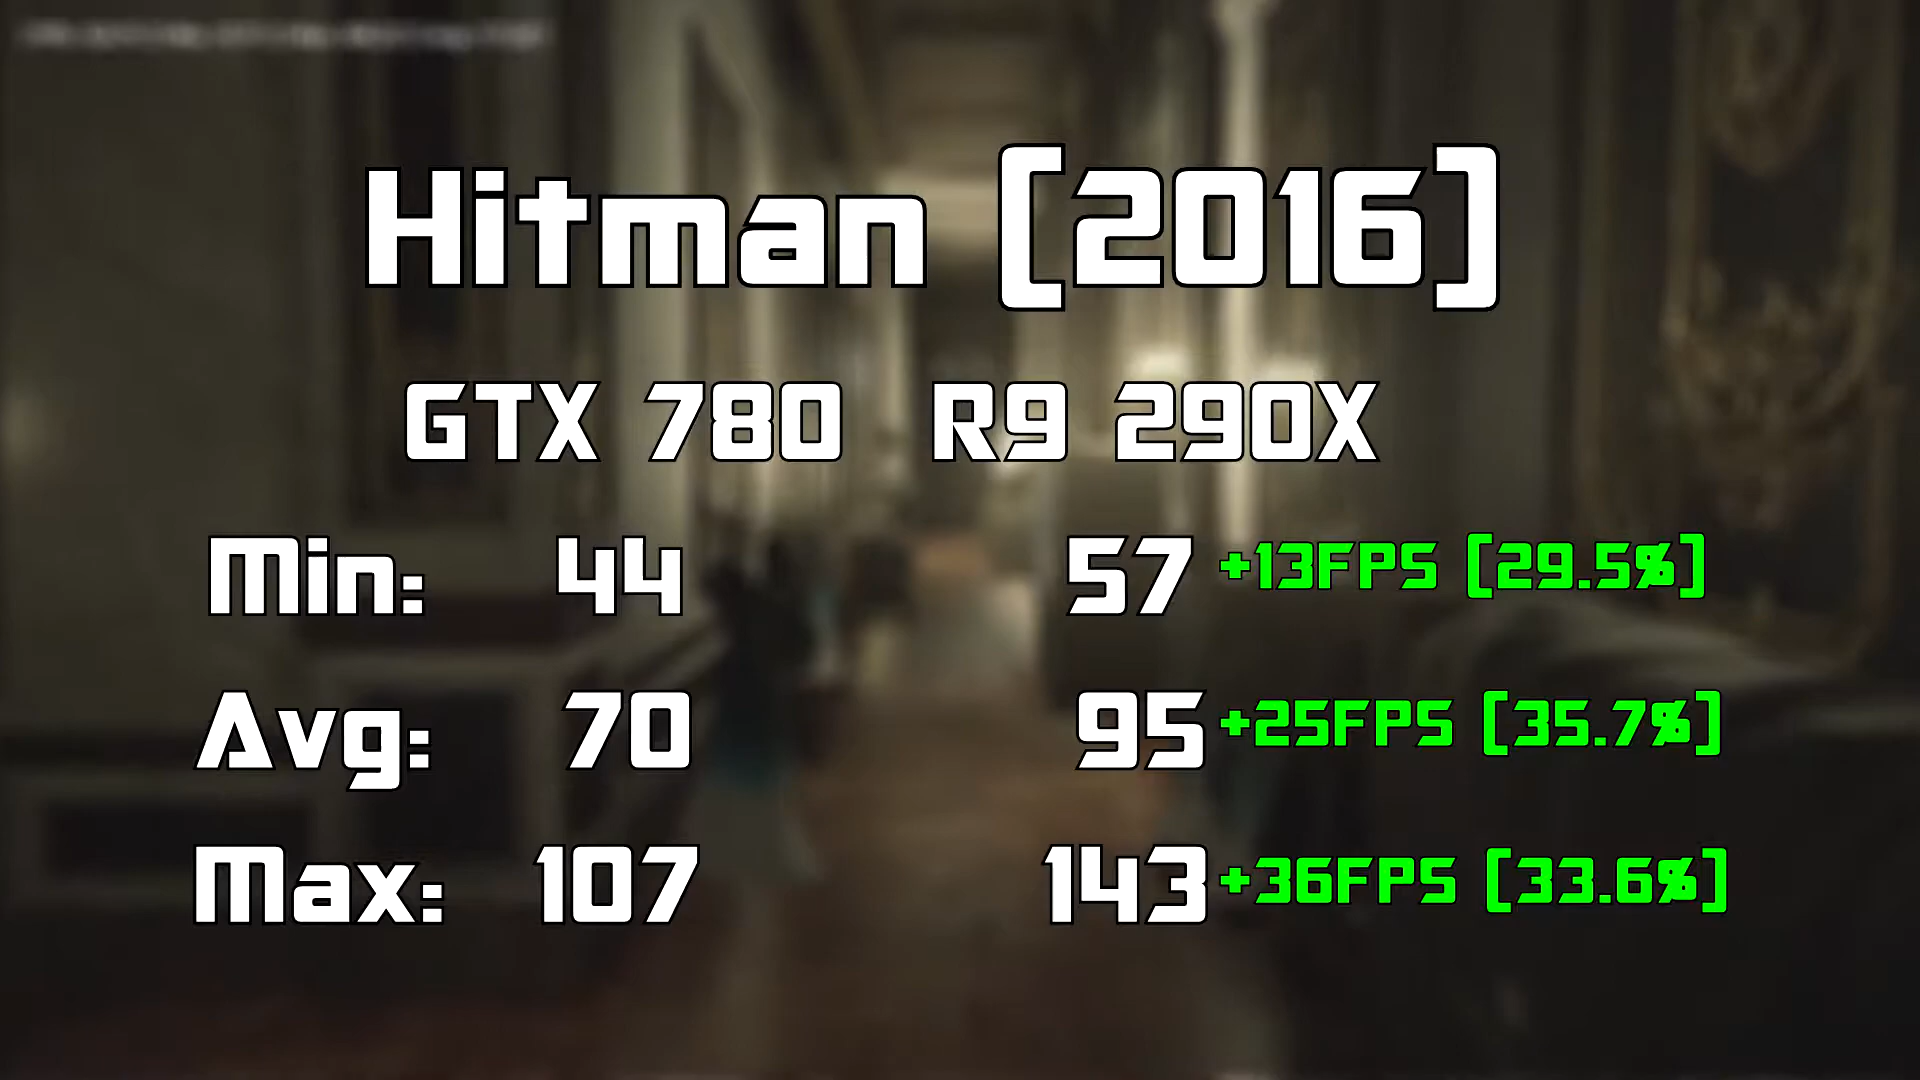 Hitman [2016]
GTX 780 R9 290X
Min: 44 57 +13FPS [29.5%]
Avg: 70 95 +25FPS [35.7%]
Max: 107 143 +36FPS [33.6%]